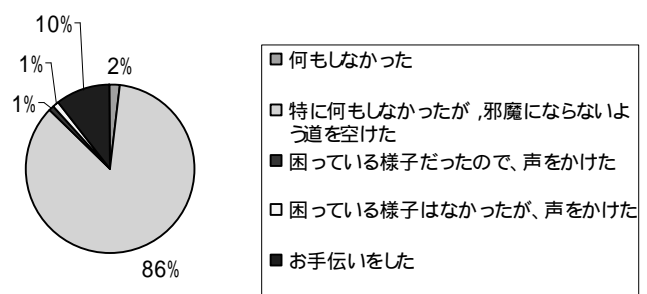 10%
1%
2%
1%
86%
何もしなかった
特に何もしなかったが ,邪魔にならないよ
う道を空けた
困っている様子だったので、声をかけた
困っている様子はなかったが、声をかけた
お手伝いをした